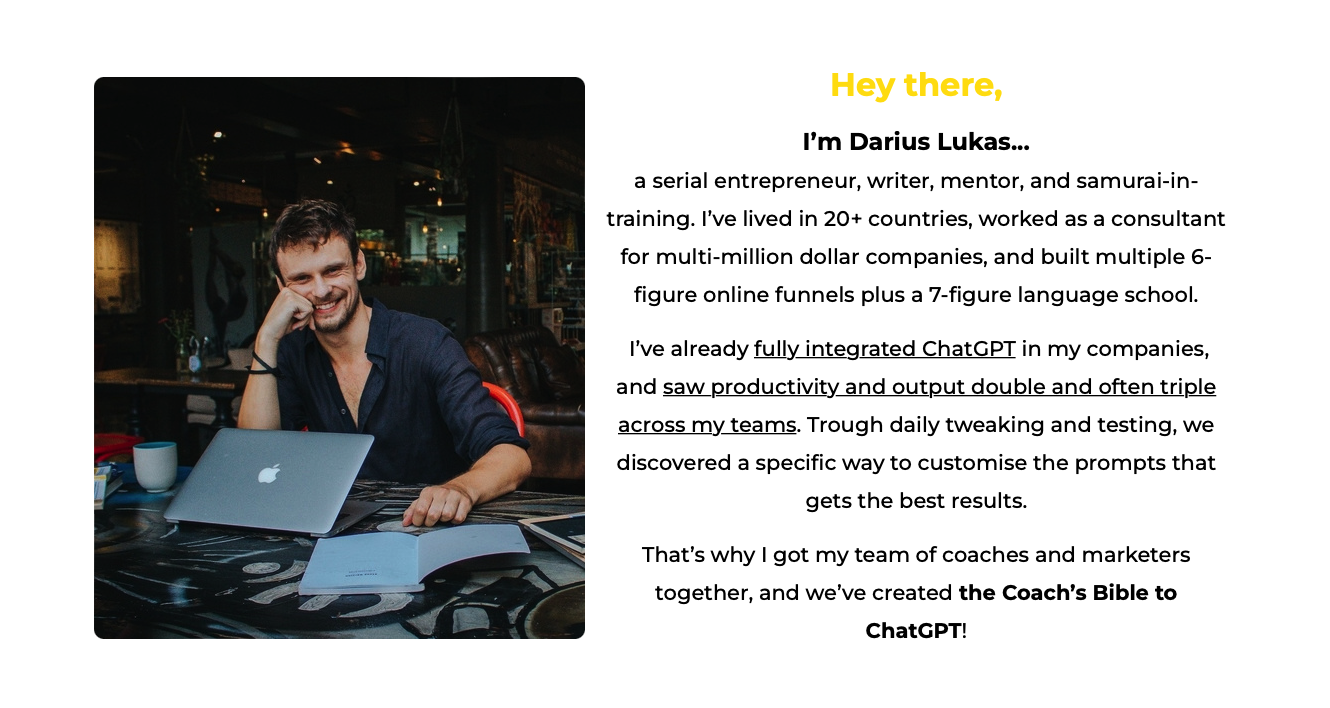 Hey there,
I’m Darius Lukas...
a serial entrepreneur, writer, mentor, and samurai-in-
training. I’ve lived in 20+ countries, worked as a consultant
for multi-million dollar companies, and built multiple 6-
figure online funnels plus a 7-figure language school.
I’ve already fully integrated ChatGPT in my companies,
and saw productivity and output double and often triple
across my teams. Trough daily tweaking and testing, we
discovered a specific way to customise the prompts that
gets the best results.
That’s why I got my team of coaches and marketers
together, and we’ve created the Coach’s Bible to
ChatGPT!